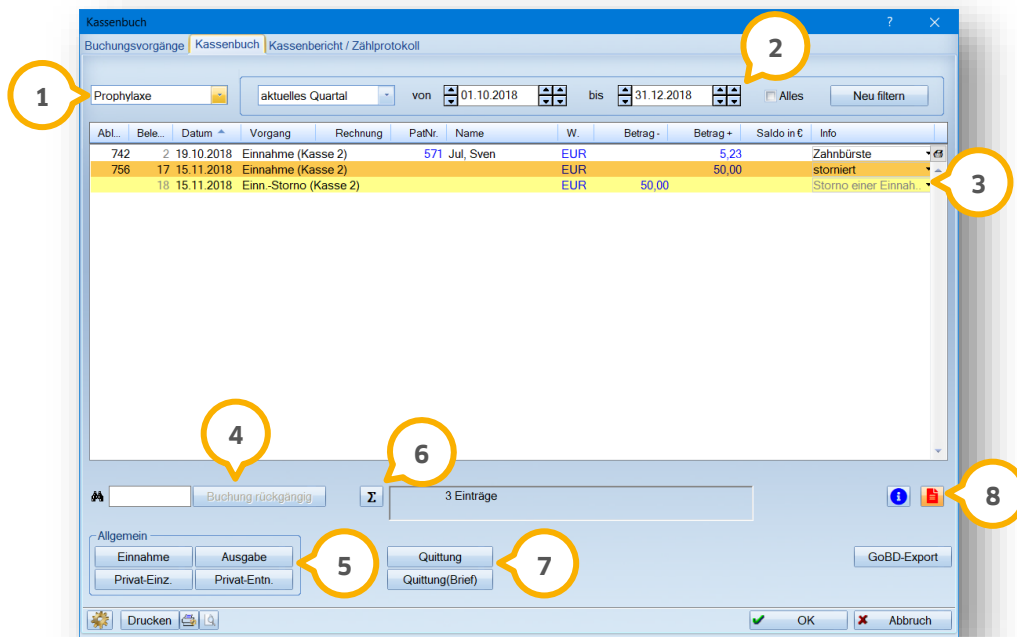 Kassenbuch ?
Buchungsvorgänge Kassenbuch Kassenbericht / Zählprotokoll
2
1
Prophylaxe aktuelles Quartal von 01.10.2018 bis 31.12.2018 Alles Neu filtern
Abl... Bele... Datum Vorgang Rechnung PatNr. Name W. Betrag - Betrag + Saldo in € Info
742 2 19.10.2018 Einnahme (Kasse 2) 571 Jul, Sven EUR 5,23 Zahnbürste
756 17 15.11.2018 Einnahme (Kasse 2) EUR 50,00 storniert
18 15.11.2018 Einn.-Storno (Kasse 2) EUR 50,00 Storno einer Einnah..
3
4
6
Buchung rückgängig Σ 3 Einträge i
8
Allgemein
Einnahme Ausgabe Quittung GoBD-Export
5
7
Privat-Einz. Privat-Entn. Quittung(Brief)
Drucken OK Abbruch